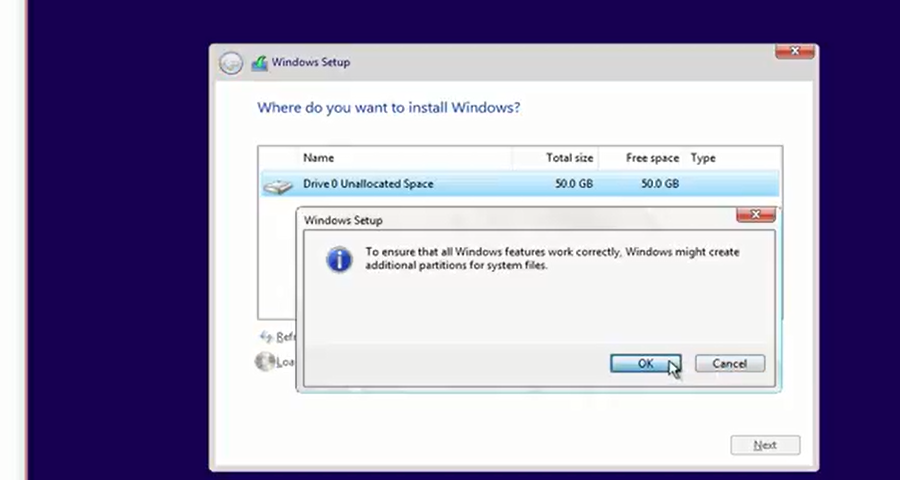 Windows Setup
Where do you want to install Windows?
Name Total size Free space Type
Drive 0 Unallocated Space 50.0 GB 50.0 GB
Windows Setup
To ensure that all Windows features work correctly, Windows might create
additional partitions for system files.
Refr
Loa
OK Cancel
Next